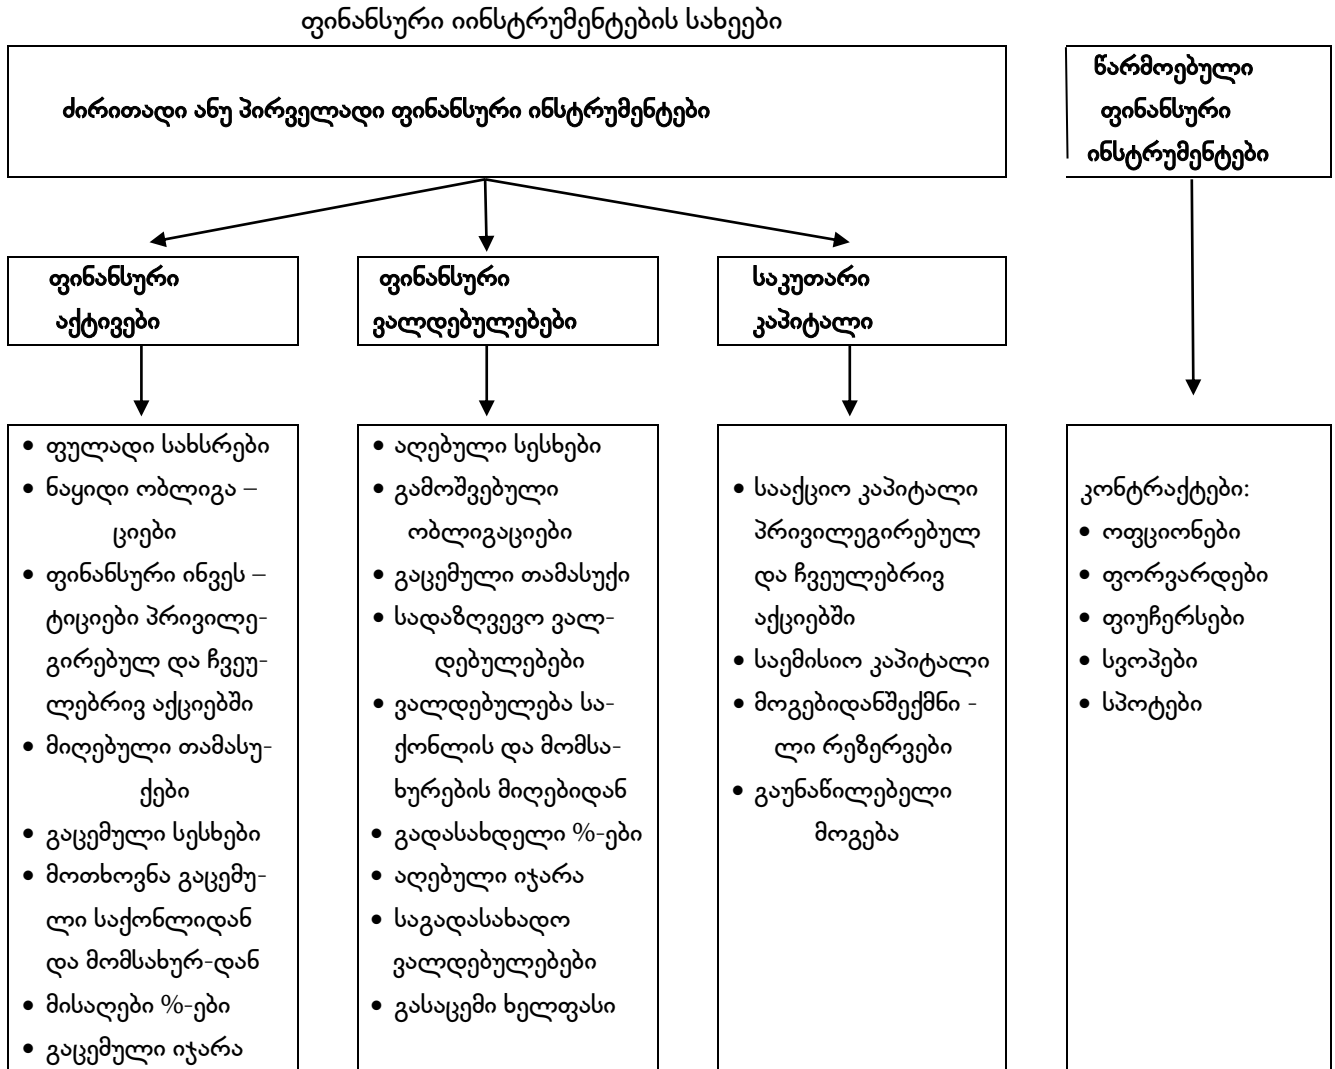 ფინანსური იინსტრუმენტების სახეები
ძირითადი ანუ პირველადი ფინანსური ინსტრუმენტები
წარმოებული
ფინანსური
ინსტრუმენტები
ფინანსური
აქტივები
ფინანსური
ვალდებულებები
საკუთარი
კაპიტალი
• ფულადი სახსრები
• ნაყიდი ობლიგა –
ციები
• ფინანსური ინვეს –
ტიციები პრივილე-
გირებულ და ჩვეუ-
ლებრივ აქციებში
• მიღებული თამასუ-
ქები
• გაცემული სესხები
• მოთხოვნა გაცემუ-
ლი საქონლიდან
და მომსახურ-დან
• მისაღები %-ები
• გაცემული იჯარა
• აღებული სესხები
• გამოშვებული
ობლიგაციები
• გაცემული თამასუქი
• სადაზღვევო ვალ-
დებულებები
• ვალდებულება სა-
ქონლის და მომსა-
ხურების მიღებიდან
• გადასახდელი %-ები
• აღებული იჯარა
• საგადასახადო
ვალდებულებები
• გასაცემი ხელფასი
• სააქციო კაპიტალი
პრივილეგირებულ
და ჩვეულებრივ
აქციებში
• საემისიო კაპიტალი
• მოგებიდანშექმნი -
ლი რეზერვები
• გაუნაწილებელი
მოგება
კონტრაქტები:
• ოფციონები
• ფორვარდები
• ფიუჩერსები
• სვოპები
• სპოტები